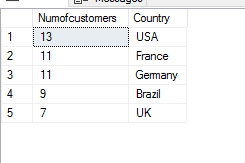 Messages
Numofcustomers Country
1 13 USA
2 11 France
3 11 Germany
4 9 Brazil
5 7 UK